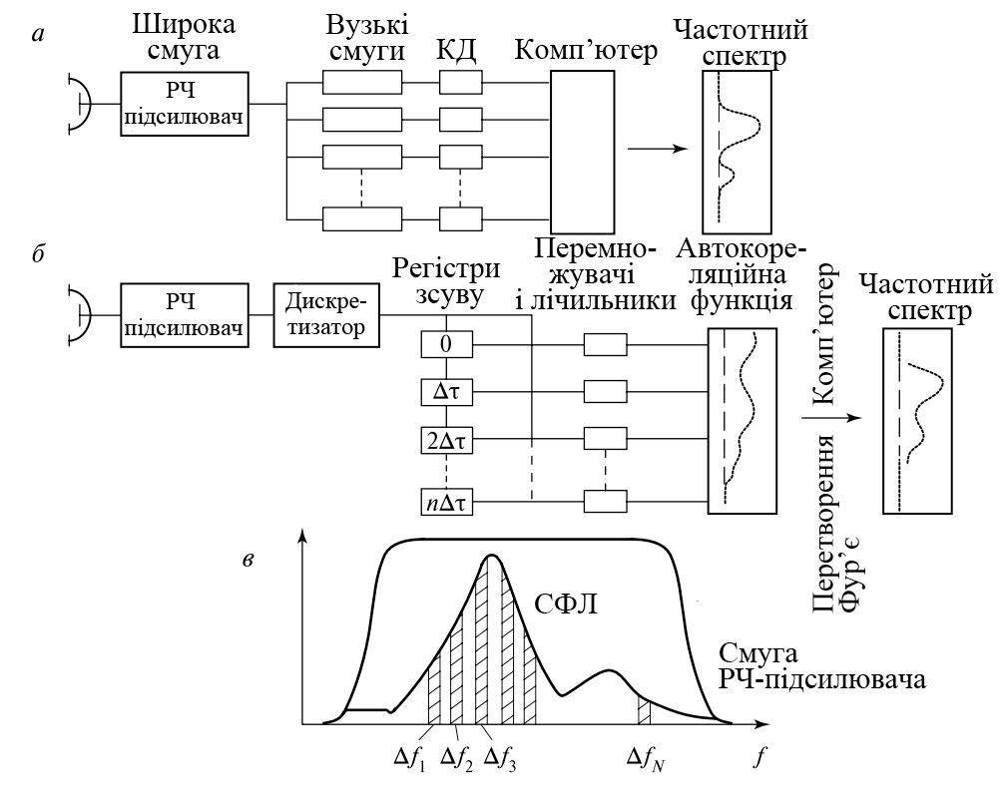 а
Широка
смуга
Вузькі
смуги
КД
Комп’ютер
Частотний
спектр
РЧ
підсилювач
б
Регістри
зсуву
Перемно-
жувачі
і лічильники
Автокоре-
ляційна
функція
Комп’ютер
Перетворення
Фур’є
Частотний
спектр
РЧ
підсилювач
Дискре-
тизатор
0
Δτ
2Δτ
nΔτ
в
СФЛ
Смуга
РЧ-підсилювача
Δf1 Δf2 Δf3 ΔfN f